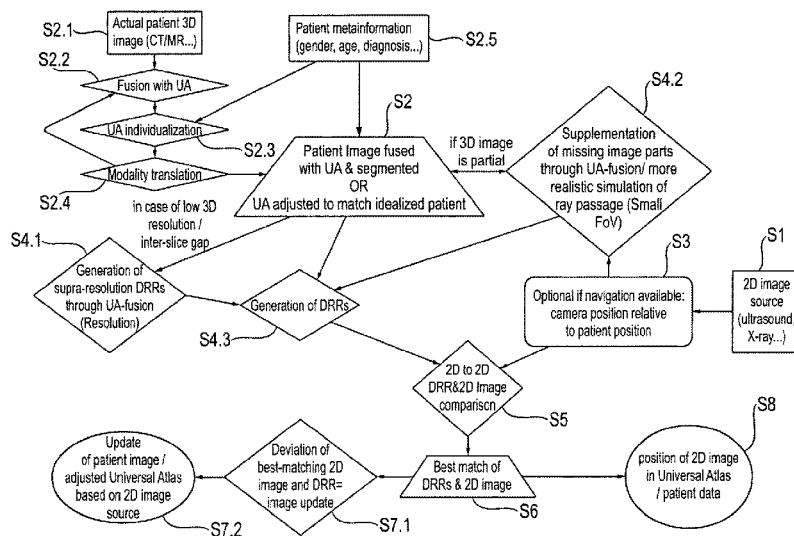 S2.1
Actual patient 3D
image (CT/MR...)
Patient metainformation
(gender, age, diagnosis...)
S2.5
S2.2
Fusion with UA
UA individualization
S2.3
Modality translation
S2.4
S2
Patient Image fused
with UA & segmented
OR
UA adjusted to match idealized patient
if 3D image
is partial
S4.2
Supplementation
of missing image parts
through UA-fusion/ more
realistic simulation of
ray passage (Small
FoV)
in case of low 3D
resolution /
inter-slice gap
S4.1
Generation of
supra-resolution DRRs
through UA-fusion
(Resolution)
Generation of DRRs
S4.3
S3
Optional if navigation available:
camera position relative
to patient position
S1
2D image
source
(ultrasound,
X-ray...)
2D to 2D
DRR&2D Image
comparison
S5
Best match of
DRRs & 2D image
S6
Deviation of
best-matching 2D
image and DRR=
image update
S7.1
Update
of patient image /
adjusted Universal Atlas
based on 2D image
source
S7.2
S8
position of 2D image
in Universal Atlas
/ patient data